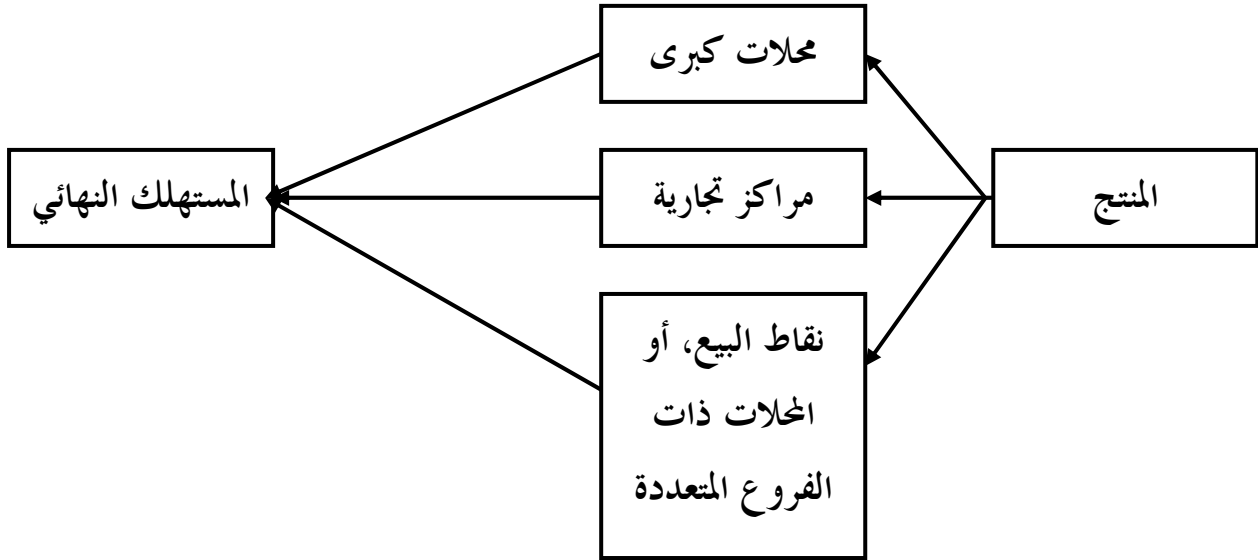 محلات كبرى
المنتج
مراكز تجارية
المستهلك النهائي
نقاط البيع، أو
المحلات ذات
الفروع المتعددة